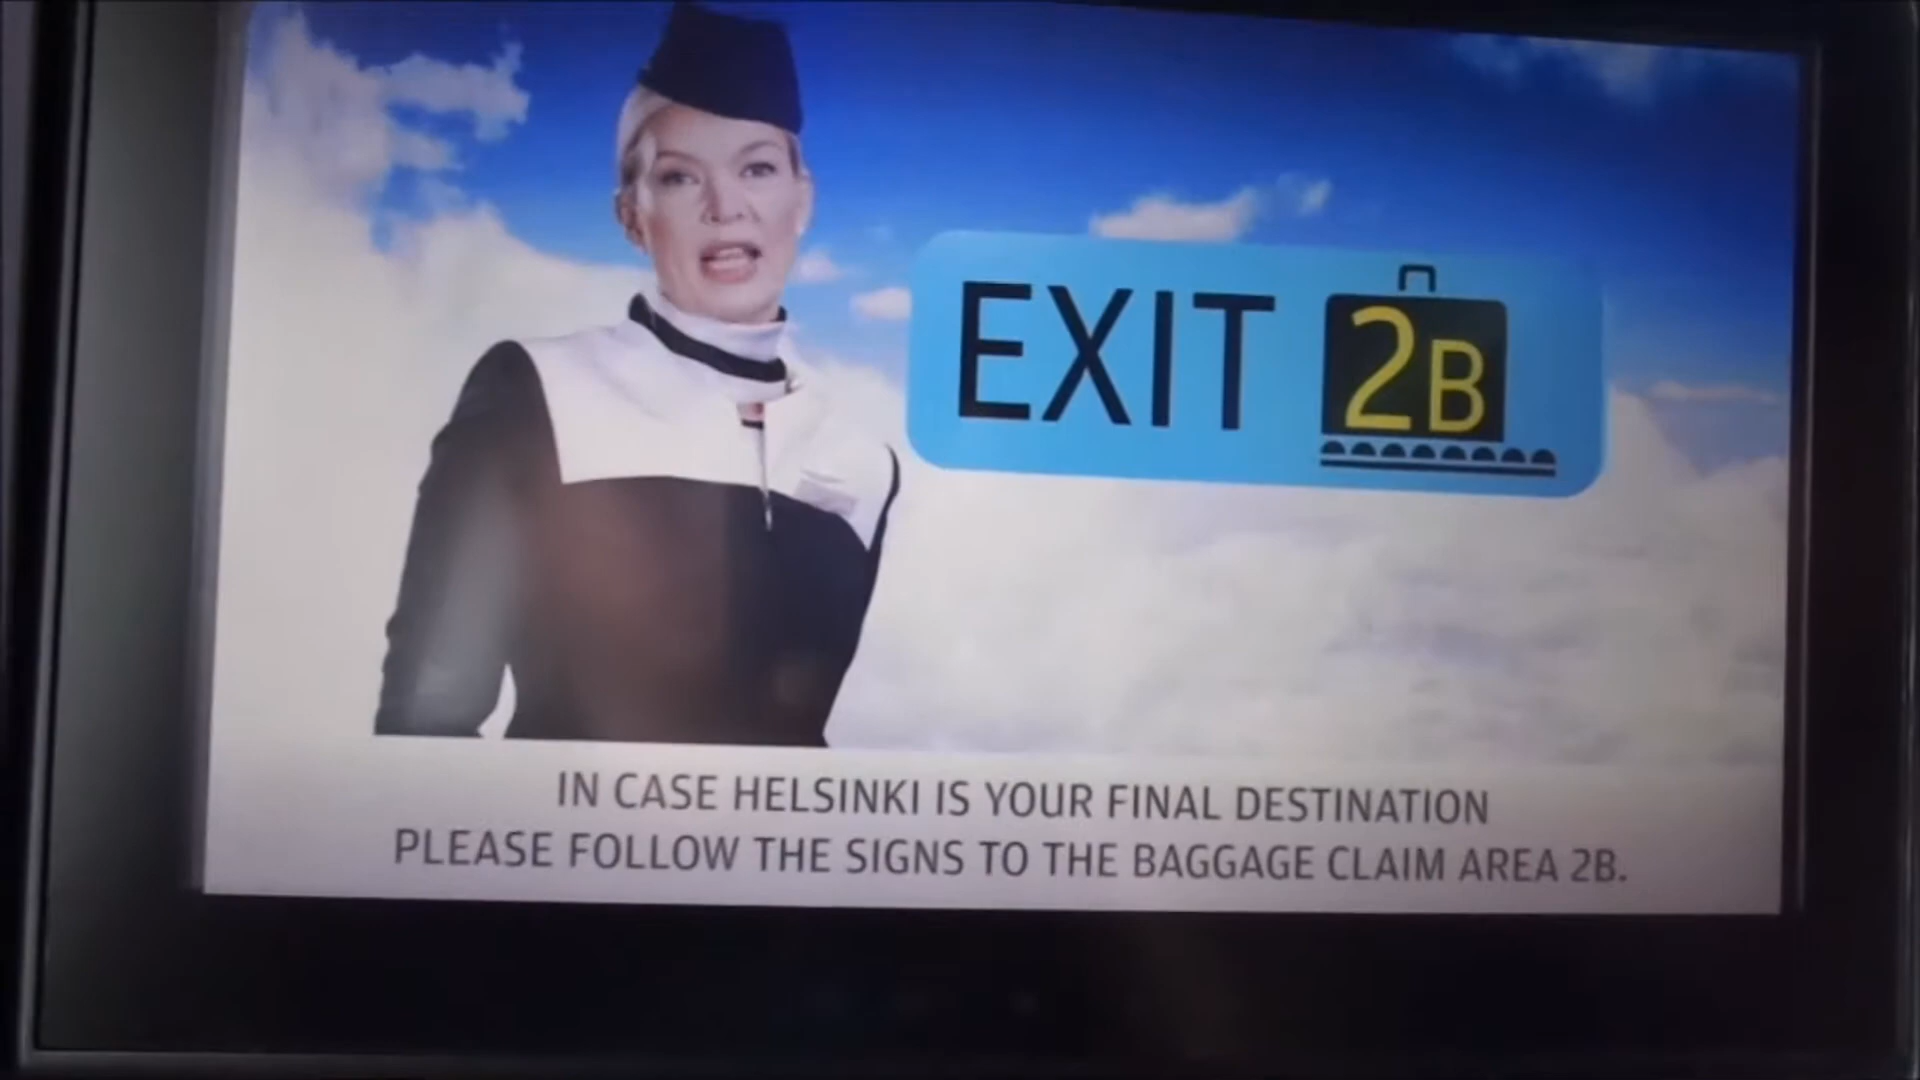 EXIT 2B
IN CASE HELSINKI IS YOUR FINAL DESTINATION
PLEASE FOLLOW THE SIGNS TO THE BAGGAGE CLAIM AREA 2B.